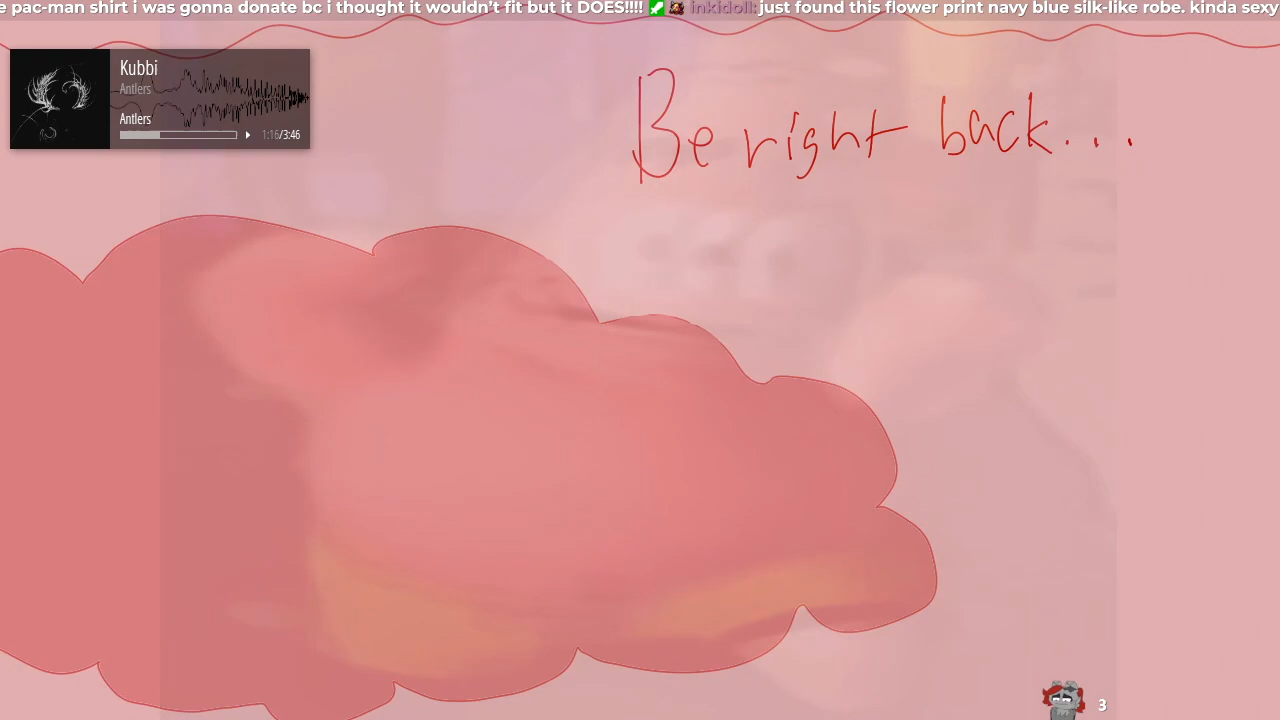 e pac-man shirt i was gonna donate bc i thought it wouldn't fit but it DOES!!!! inkidoll: just found this flower print navy blue silk-like robe. kinda sexy
Kubbi
Antlers
Antlers
1:16/3:46
Be right back...
3